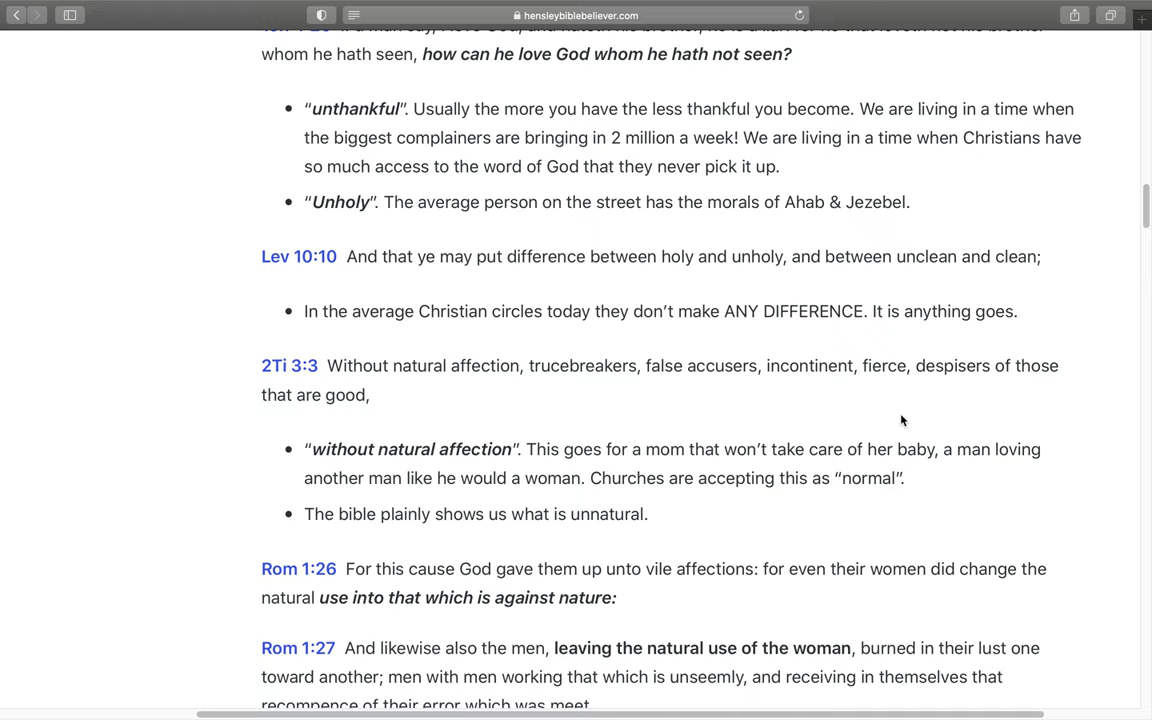 hensleybiblebeliever.com
whom he hath seen, how can he love God whom he hath not seen?
• “unthankful”. Usually the more you have the less thankful you become. We are living in a time when
the biggest complainers are bringing in 2 million a week! We are living in a time when Christians have
so much access to the word of God that they never pick it up.
• “Unholy”. The average person on the street has the morals of Ahab & Jezebel.
Lev 10:10 And that ye may put difference between holy and unholy, and between unclean and clean;
• In the average Christian circles today they don’t make ANY DIFFERENCE. It is anything goes.
2Ti 3:3 Without natural affection, trucebreakers, false accusers, incontinent, fierce, despisers of those
that are good,
• “without natural affection”. This goes for a mom that won’t take care of her baby, a man loving
another man like he would a woman. Churches are accepting this as “normal”.
• The bible plainly shows us what is unnatural.
Rom 1:26 For this cause God gave them up unto vile affections: for even their women did change the
natural use into that which is against nature:
Rom 1:27 And likewise also the men, leaving the natural use of the woman, burned in their lust one
toward another; men with men working that which is unseemly, and receiving in themselves that
recompence of their error which was meet